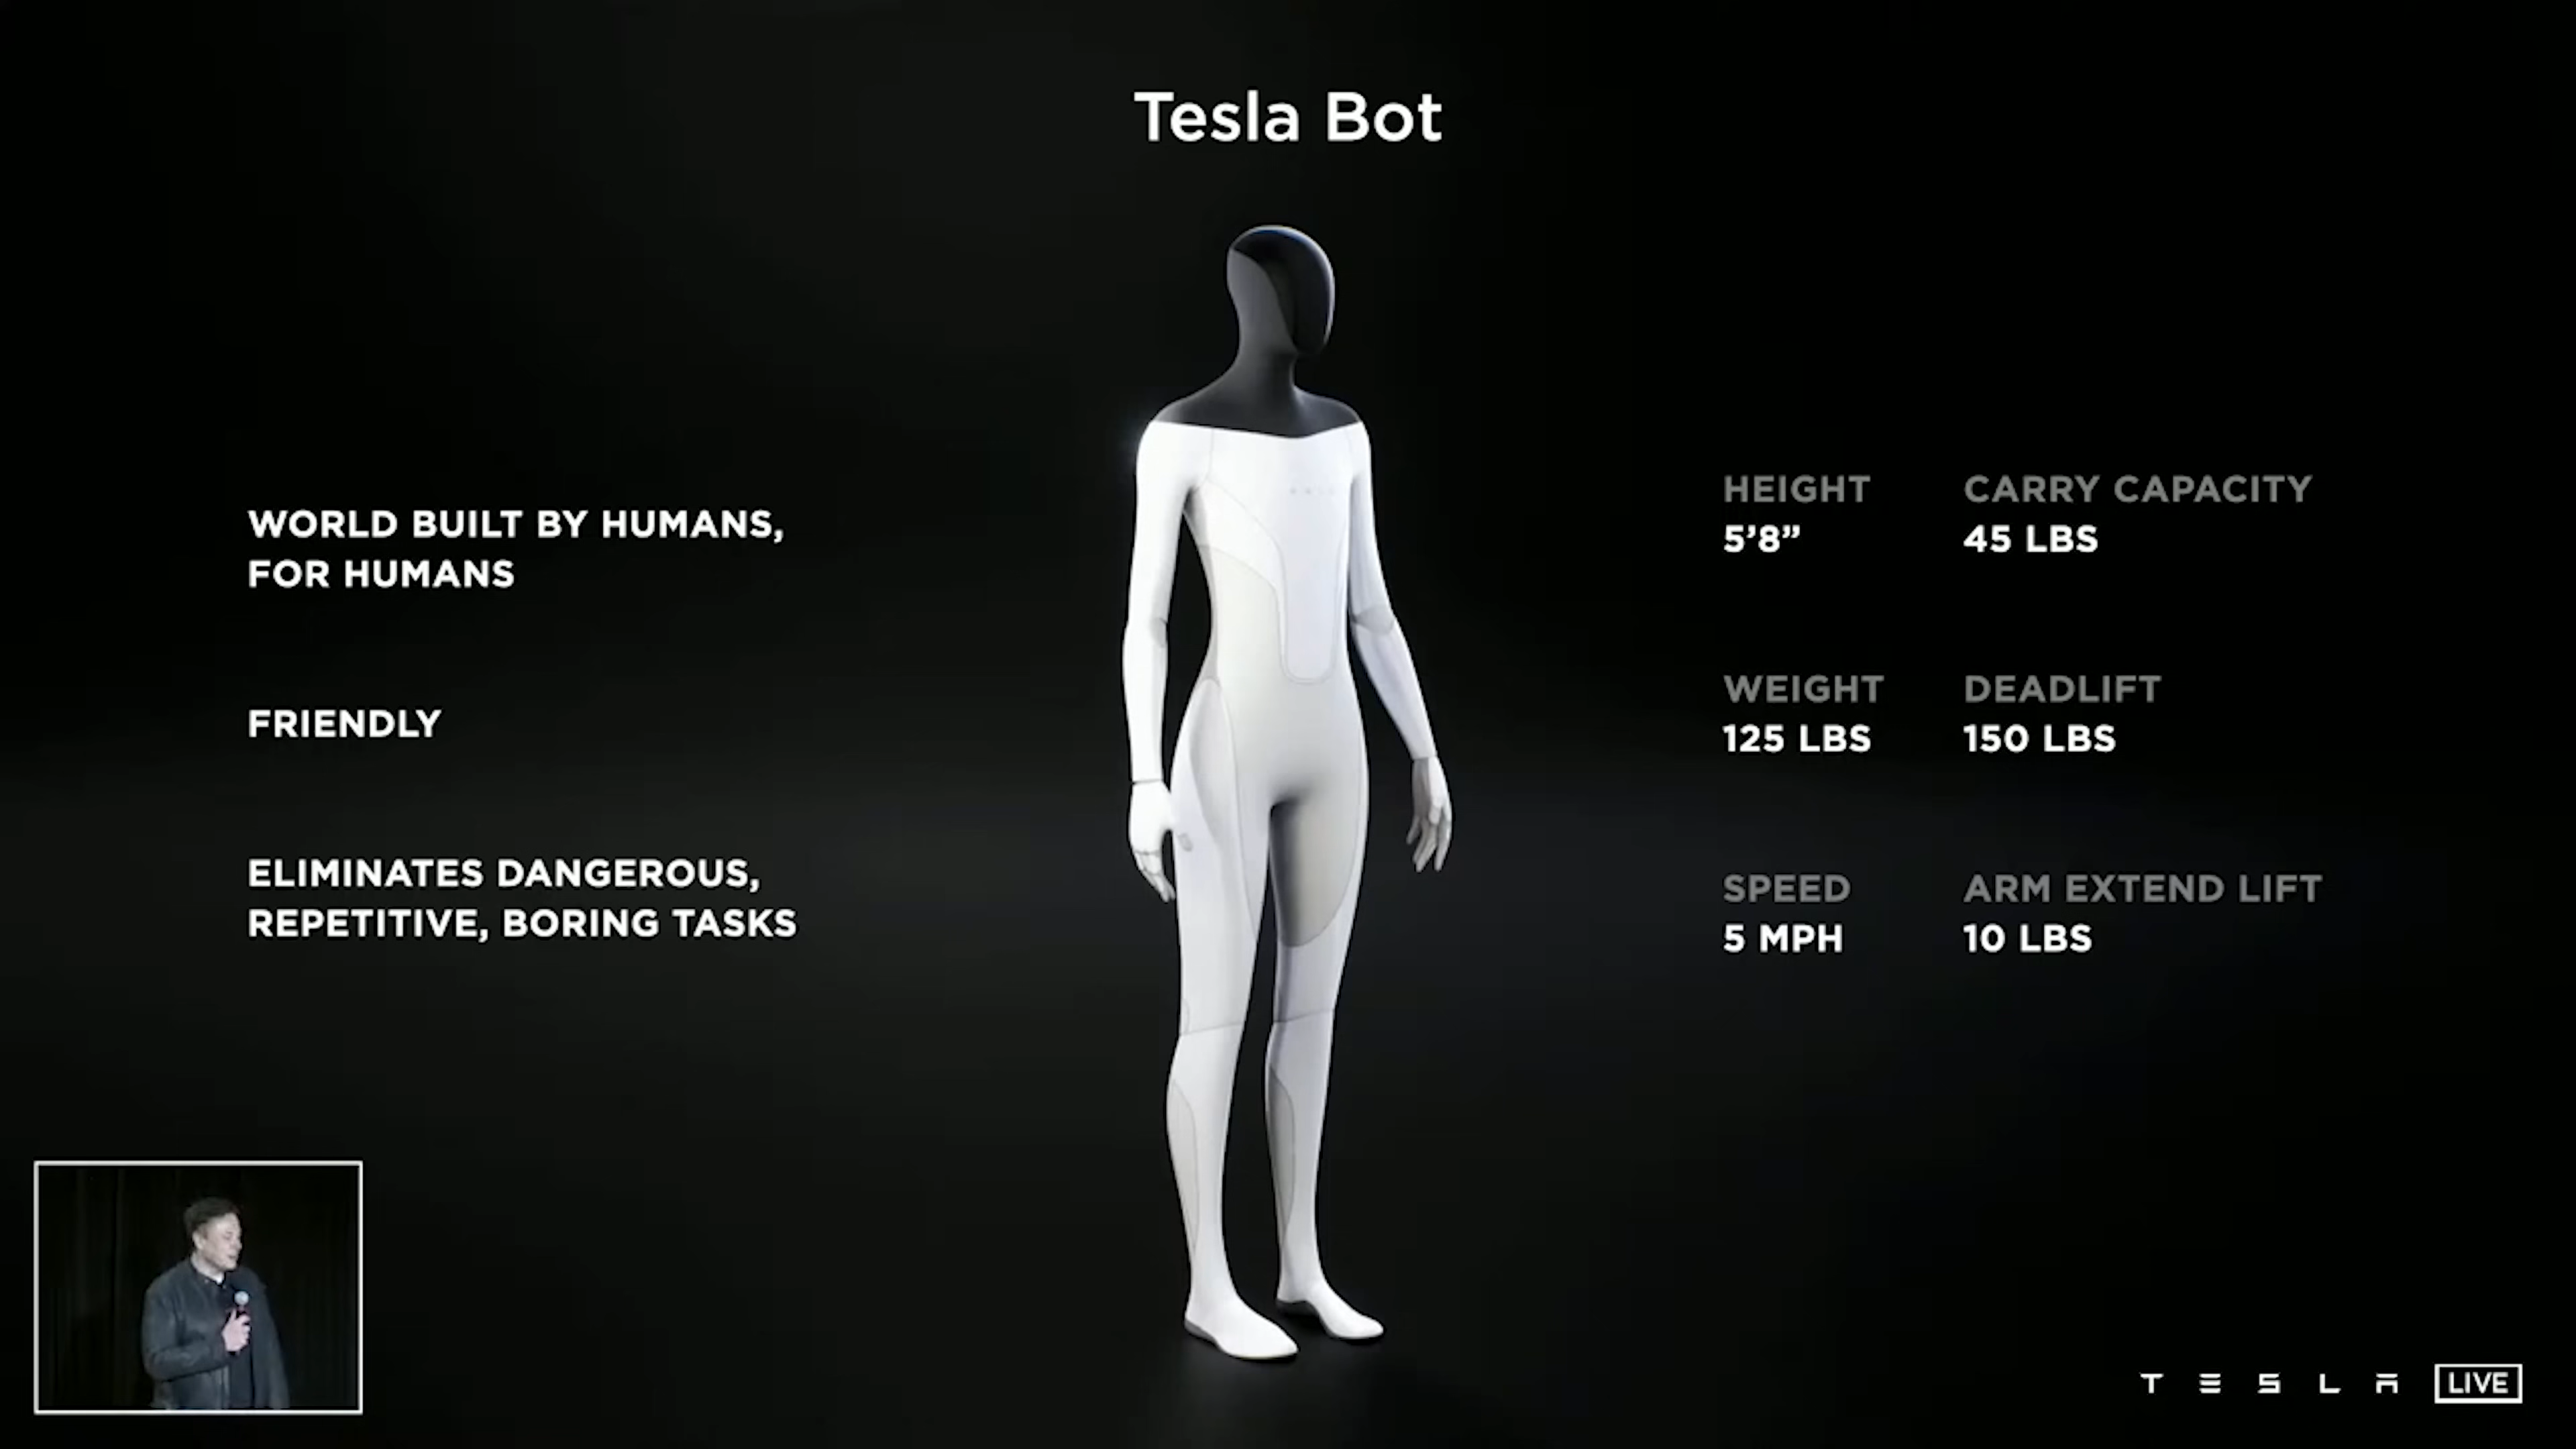 Tesla Bot
WORLD BUILT BY HUMANS,
FOR HUMANS
FRIENDLY
ELIMINATES DANGEROUS,
REPETITIVE, BORING TASKS
HEIGHT
5’8”
CARRY CAPACITY
45 LBS
WEIGHT
125 LBS
DEADLIFT
150 LBS
SPEED
5 MPH
ARM EXTEND LIFT
10 LBS
TESLA LIVE